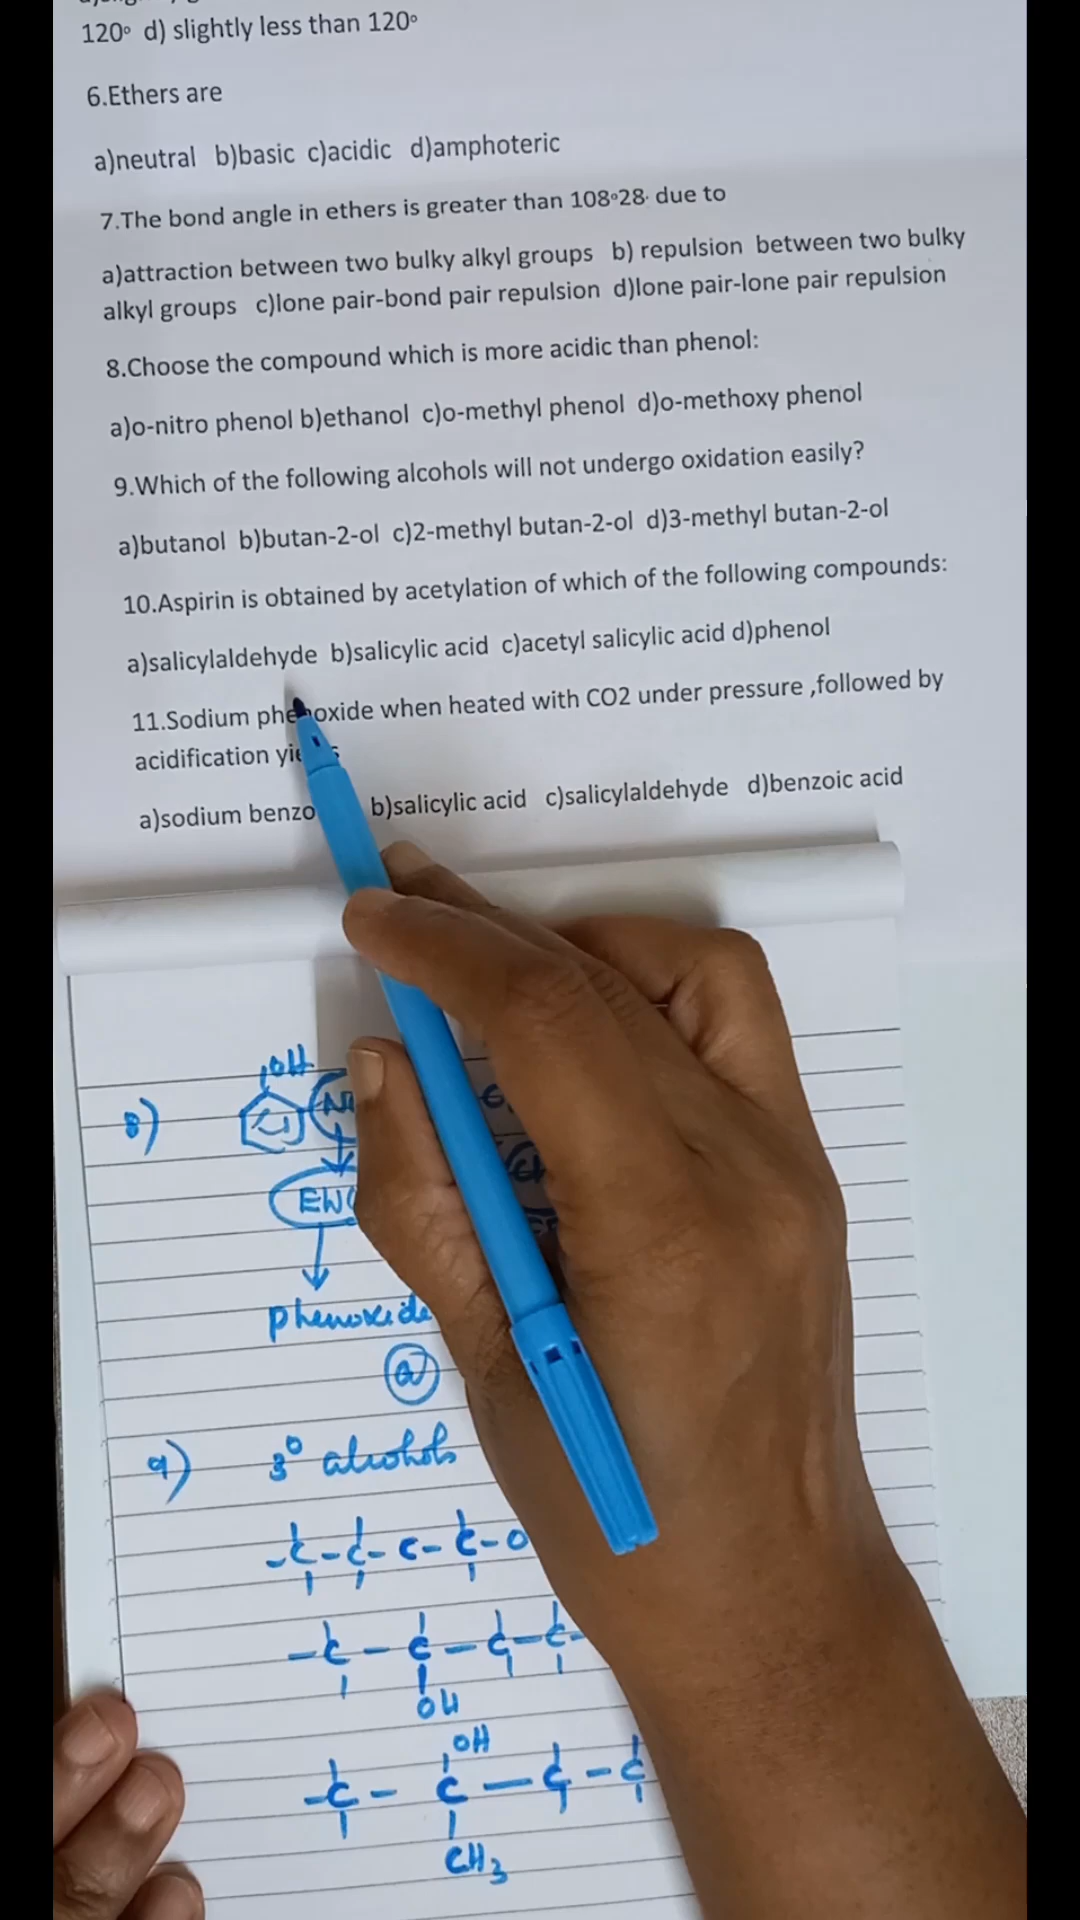 120° d) slightly less than 120°
6.Ethers are
a)neutral b)basic c)acidic d)amphoteric
7.The bond angle in ethers is greater than 108°28· due to
a)attraction between two bulky alkyl groups b) repulsion between two bulky
alkyl groups c)lone pair-bond pair repulsion d)lone pair-lone pair repulsion
8.Choose the compound which is more acidic than phenol:
a)o-nitro phenol b)ethanol c)o-methyl phenol d)o-methoxy phenol
9.Which of the following alcohols will not undergo oxidation easily?
a)butanol b)butan-2-ol c)2-methyl butan-2-ol d)3-methyl butan-2-ol
10.Aspirin is obtained by acetylation of which of the following compounds:
a)salicylaldehyde b)salicylic acid c)acetyl salicylic acid d)phenol
11.Sodium phenoxide when heated with CO2 under pressure ,followed by
acidification
a)sodium b)salicylic acid c)salicylaldehyde d)benzoic acid
OH
8)
phenoxide
a
9) 3° alcohols
-C-C-C-C-O
-C-C-C-C-
OH
OH
-C-C-C-C
CH3